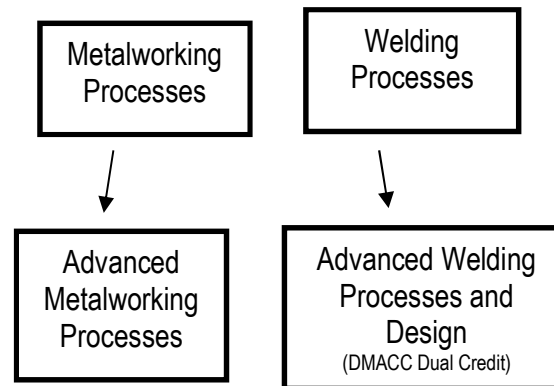 Metalworking
Processes
Welding
Processes
Advanced
Metalworking
Processes
Advanced Welding
Processes and
Design
(DMACC Dual Credit)